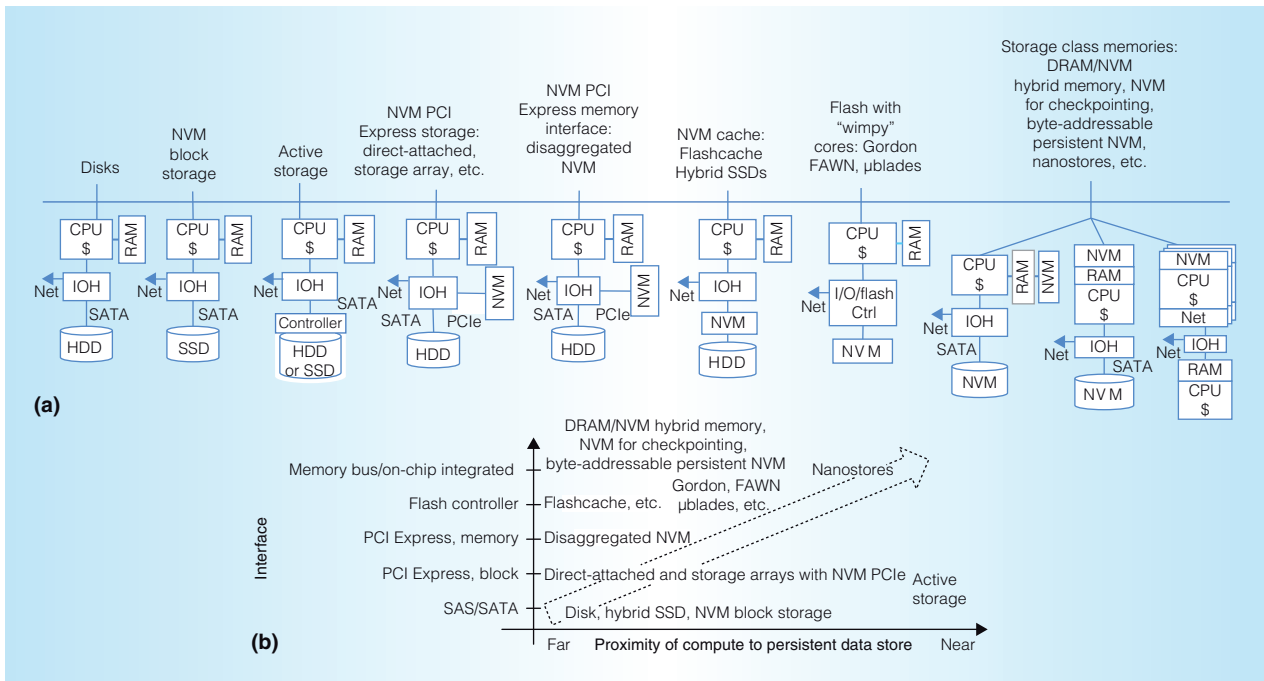 Disks
NVM
block
storage
Active
storage
NVM PCI
Express storage:
direct-attached,
storage array, etc.
NVM PCI
Express memory
interface:
disaggregated
NVM
NVM cache:
Flashcache
Hybrid SSDs
Flash with
“wimpy”
cores: Gordon
FAWN, µblades
Storage class memories:
DRAM/NVM
hybrid memory, NVM
for checkpointing,
byte-addressable
persistent NVM,
nanostores, etc.
CPU
$
RAM
Net
IOH
SATA
HDD
CPU
$
RAM
Net
IOH
SATA
SSD
CPU
$
RAM
Net
IOH
SATA
Controller
HDD
or SSD
CPU
$
RAM
Net
IOH
NVM
SATA
PCIe
HDD
CPU
$
RAM
Net
IOH
NVM
SATA
PCIe
HDD
CPU
$
RAM
Net
IOH
NVM
HDD
CPU
$
RAM
Net
I/O/flash
Ctrl
NVM
CPU
$
RAM
NVM
Net
IOH
SATA
NVM
NVM
RAM
CPU
$
Net
IOH
SATA
NVM
NVM
CPU
$
Net
Net
IOH
RAM
CPU
$
(a)
Interface
Memory bus/on-chip integrated
Flash controller
PCI Express, memory
PCI Express, block
SAS/SATA
DRAM/NVM hybrid memory,
NVM for checkpointing,
byte-addressable persistent NVM
Nanostores
Flashcache, etc.
Gordon, FAWN
µblades, etc.
Disaggregated NVM
Direct-attached and storage arrays with NVM PCIe
Active
storage
Disk, hybrid SSD, NVM block storage
Far
Proximity of compute to persistent data store
Near
(b)